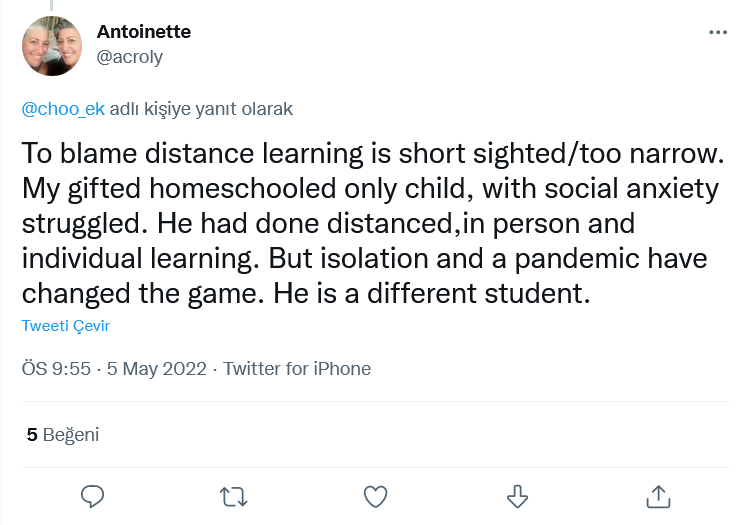 Antoinette
@acroly
@choo_ek adlı kişiye yanıt olarak
To blame distance learning is short sighted/too narrow.
My gifted homeschooled only child, with social anxiety
struggled. He had done distanced,in person and
individual learning. But isolation and a pandemic have
changed the game. He is a different student.
Tweeti Çevir
ÖS 9:55 · 5 May 2022 · Twitter for iPhone
5 Beğeni